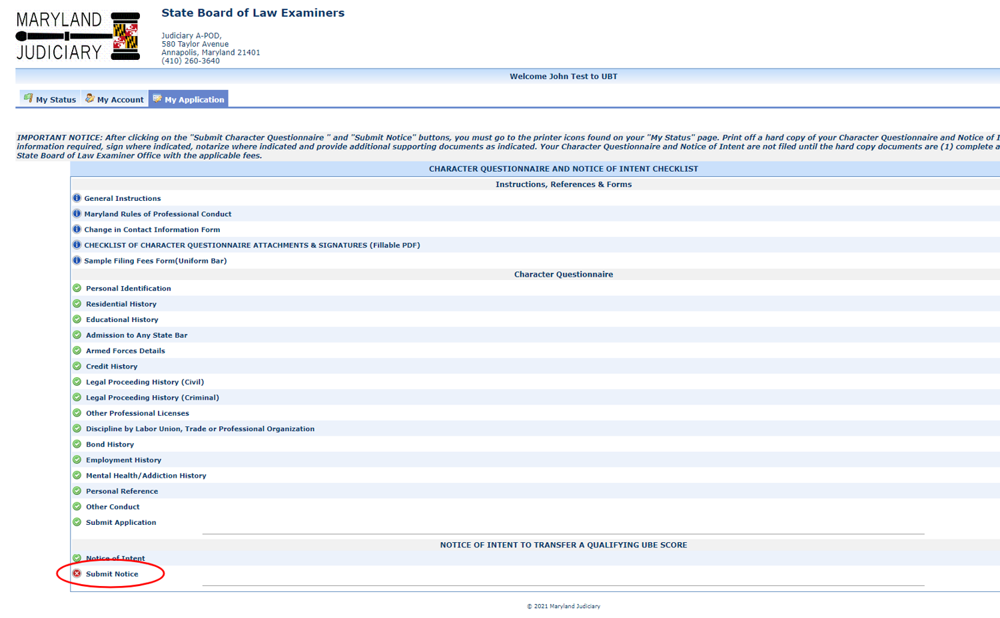 MARYLAND
JUDICIARY
State Board of Law Examiners
Judiciary A-POD,
580 Taylor Avenue
Annapolis, Maryland 21401
(410) 260-3640
Welcome John Test to UBT
My Status My Account My Application
IMPORTANT NOTICE: After clicking on the "Submit Character Questionnaire " and "Submit Notice" buttons, you must go to the printer icons found on your "My Status" page. Print off a hard copy of your Character Questionnaire and Notice of I
information required, sign where indicated, notarize where indicated and provide additional supporting documents as indicated. Your Character Questionnaire and Notice of Intent are not filed until the hard copy documents are (1) complete a
State Board of Law Examiner Office with the applicable fees.
CHARACTER QUESTIONNAIRE AND NOTICE OF INTENT CHECKLIST
Instructions, References & Forms
General Instructions
Maryland Rules of Professional Conduct
Change in Contact Information Form
CHECKLIST OF CHARACTER QUESTIONNAIRE ATTACHMENTS & SIGNATURES (Fillable PDF)
Sample Filing Fees Form(Uniform Bar)
Character Questionnaire
Personal Identification
Residential History
Educational History
Admission to Any State Bar
Armed Forces Details
Credit History
Legal Proceeding History (Civil)
Legal Proceeding History (Criminal)
Other Professional Licenses
Discipline by Labor Union, Trade or Professional Organization
Bond History
Employment History
Mental Health/Addiction History
Personal Reference
Other Conduct
Submit Application
NOTICE OF INTENT TO TRANSFER A QUALIFYING UBE SCORE
Notice of Intent
Submit Notice
© 2021 Maryland Judiciary